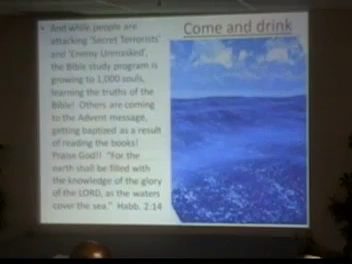 Come and drink
• And while people are
attacking 'Secret Terrorists'
and 'Enemy Unmasked',
the Bible study program is
growing to 1,000 souls,
learning the truths of the
Bible! Others are coming
to the Advent message,
getting baptized as a result
of reading the books!
Praise God!! "For the
earth shall be filled with
the knowledge of the glory
of the LORD, as the waters
cover the sea." Habb. 2:14